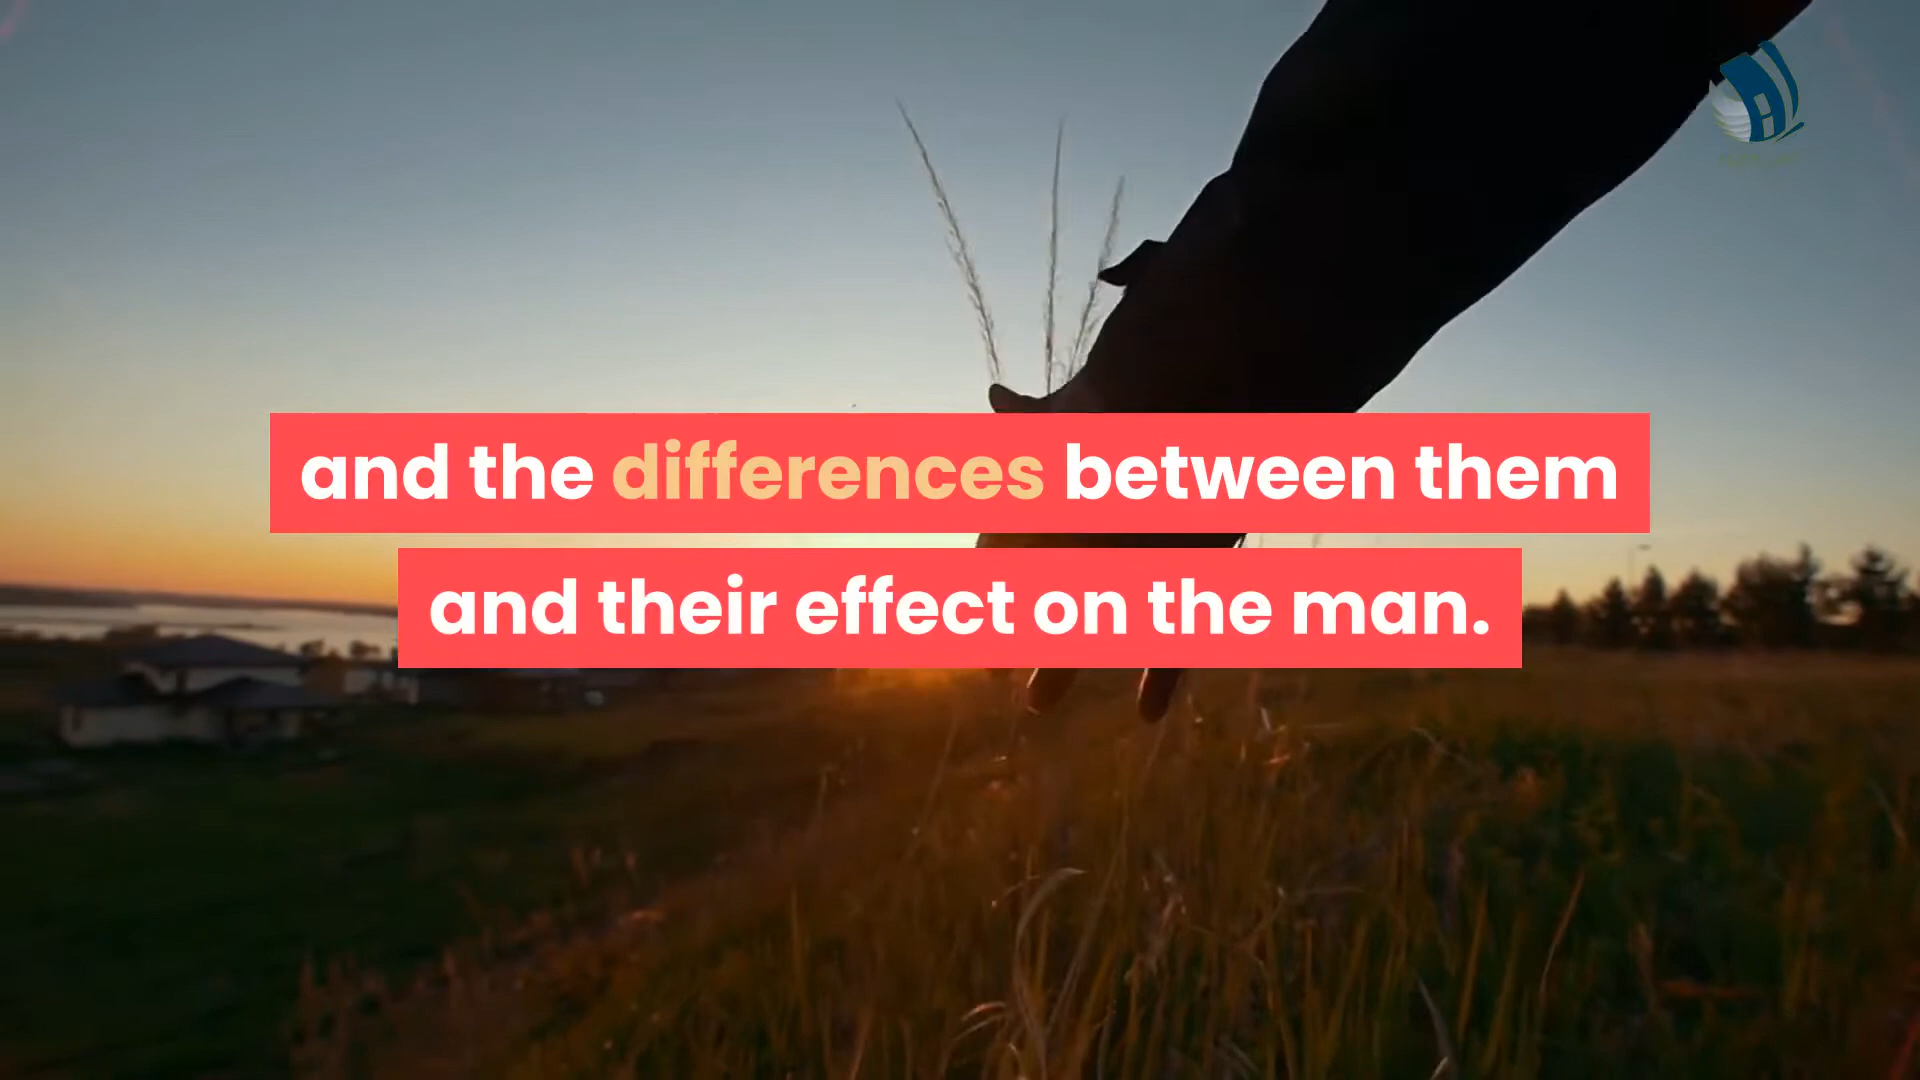 and the differences between them
and their effect on the man.